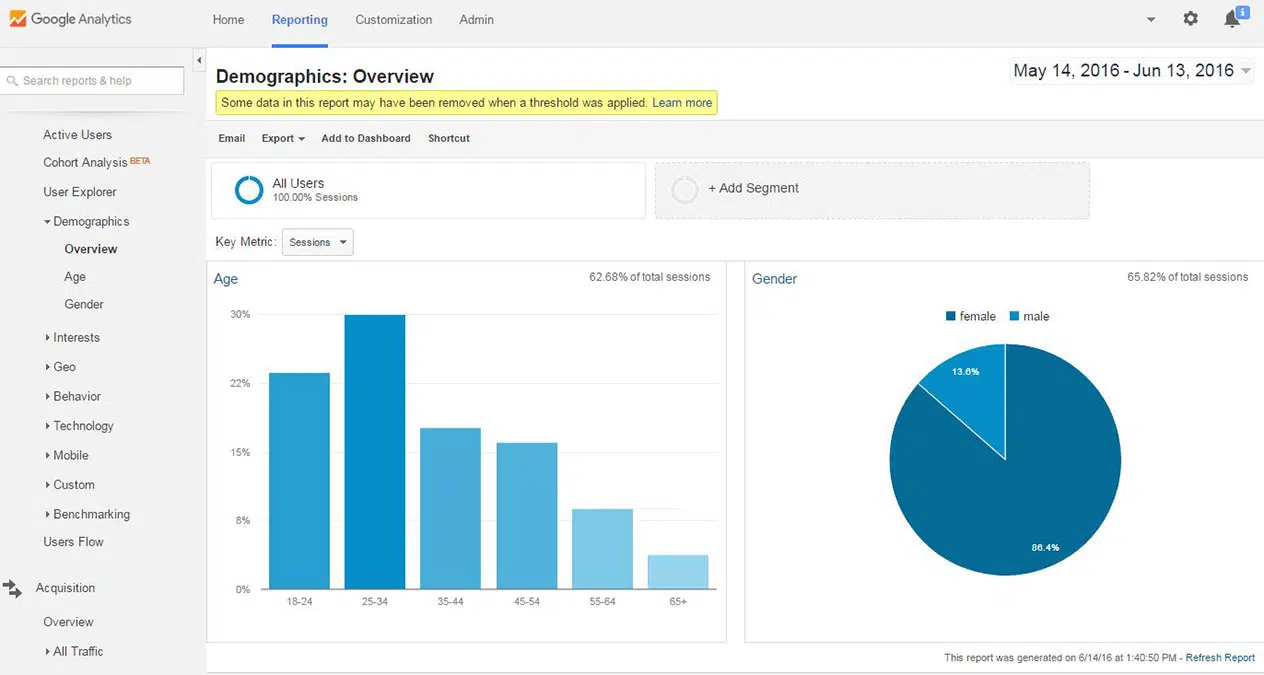 Google Analytics
Home
Reporting
Customization
Admin
i
Search reports & help
Active Users
Cohort Analysis BETA
User Explorer
Demographics
Overview
Age
Gender
Interests
Geo
Behavior
Technology
Mobile
Custom
Benchmarking
Users Flow
Acquisition
Overview
All Traffic
Demographics: Overview
May 14, 2016 - Jun 13, 2016
Some data in this report may have been removed when a threshold was applied. Learn more
Email
Export
Add to Dashboard
Shortcut
All Users
100.00% Sessions
+ Add Segment
Key Metric:
Sessions
Age
62.68% of total sessions
30%
22%
15%
8%
0%
18-24
25-34
35-44
45-54
55-64
65+
Gender
65.82% of total sessions
female
male
13.6%
86.4%
This report was generated on 6/14/16 at 1:40:50 PM - Refresh Report